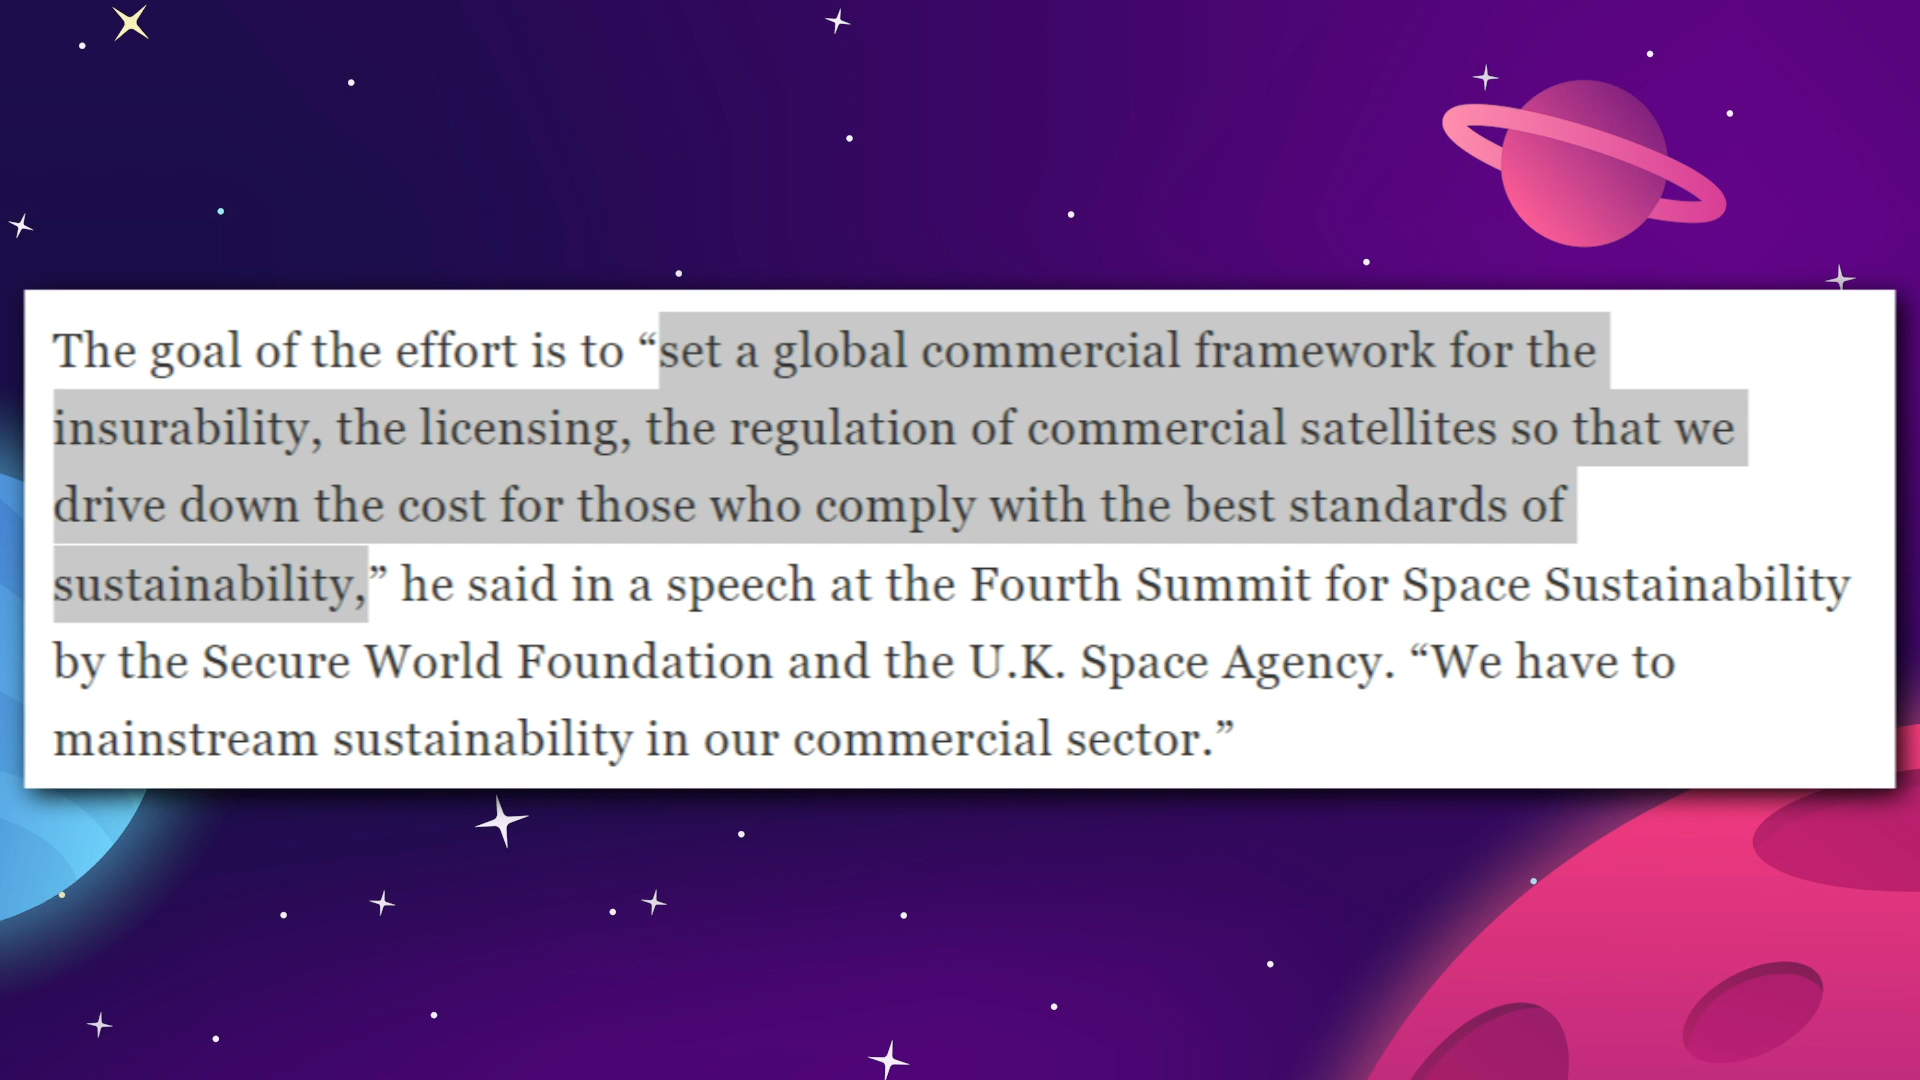 The goal of the effort is to “set a global commercial framework for the
insurability, the licensing, the regulation of commercial satellites so that we
drive down the cost for those who comply with the best standards of
sustainability,” he said in a speech at the Fourth Summit for Space Sustainability
by the Secure World Foundation and the U.K. Space Agency. “We have to
mainstream sustainability in our commercial sector.”